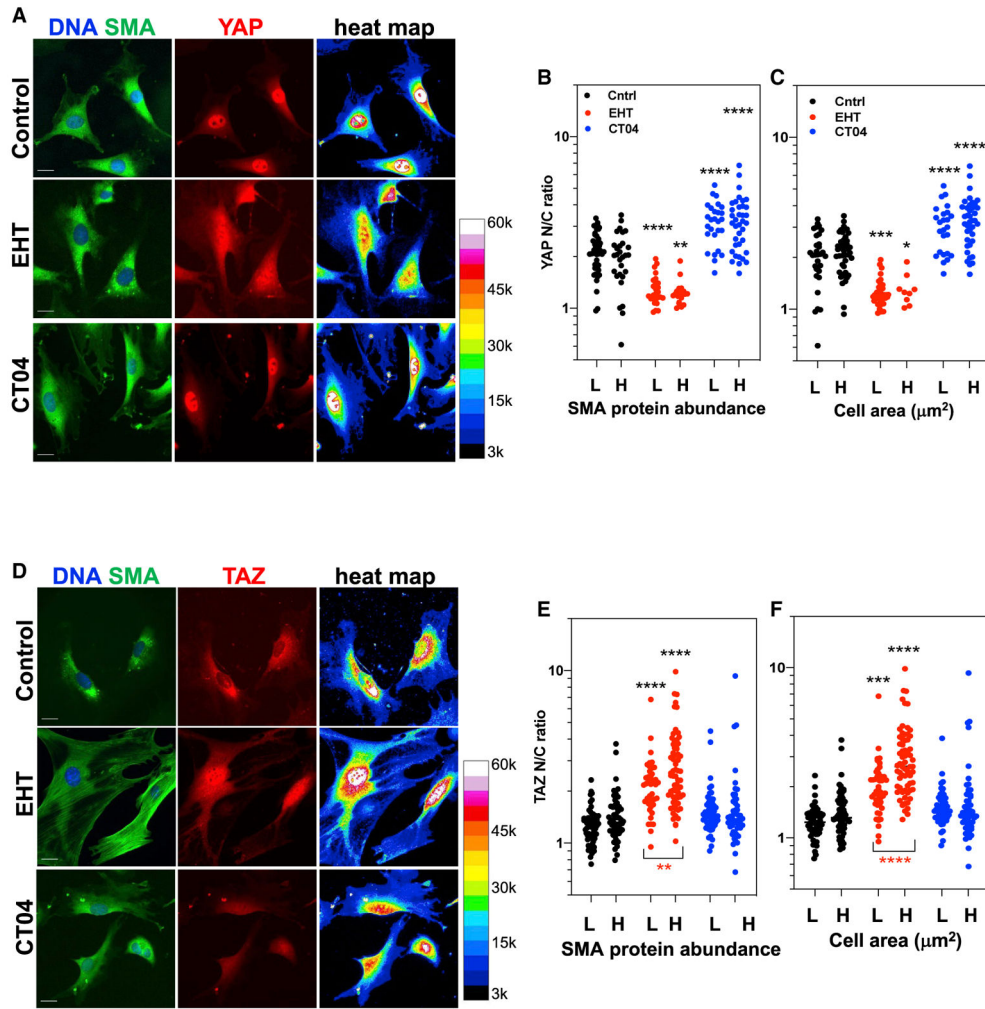 A
DNA SMA YAP heat map
Control
EHT
CT04
60k
45k
30k
15k
3k
B
Cntrl
EHT
CT04
****
**
****
****
10
1
YAP N/C ratio
L H L H L H
SMA protein abundance
C
Cntrl
EHT
CT04
***
*
****
****
10
1
L H L H L H
Cell area (μm²)
D
DNA SMA TAZ heat map
Control
EHT
CT04
60k
45k
30k
15k
3k
E
****
****
10
1
TAZ N/C ratio
**
L H L H L H
SMA protein abundance
F
***
****
10
1
****
L H L H L H
Cell area (μm²)